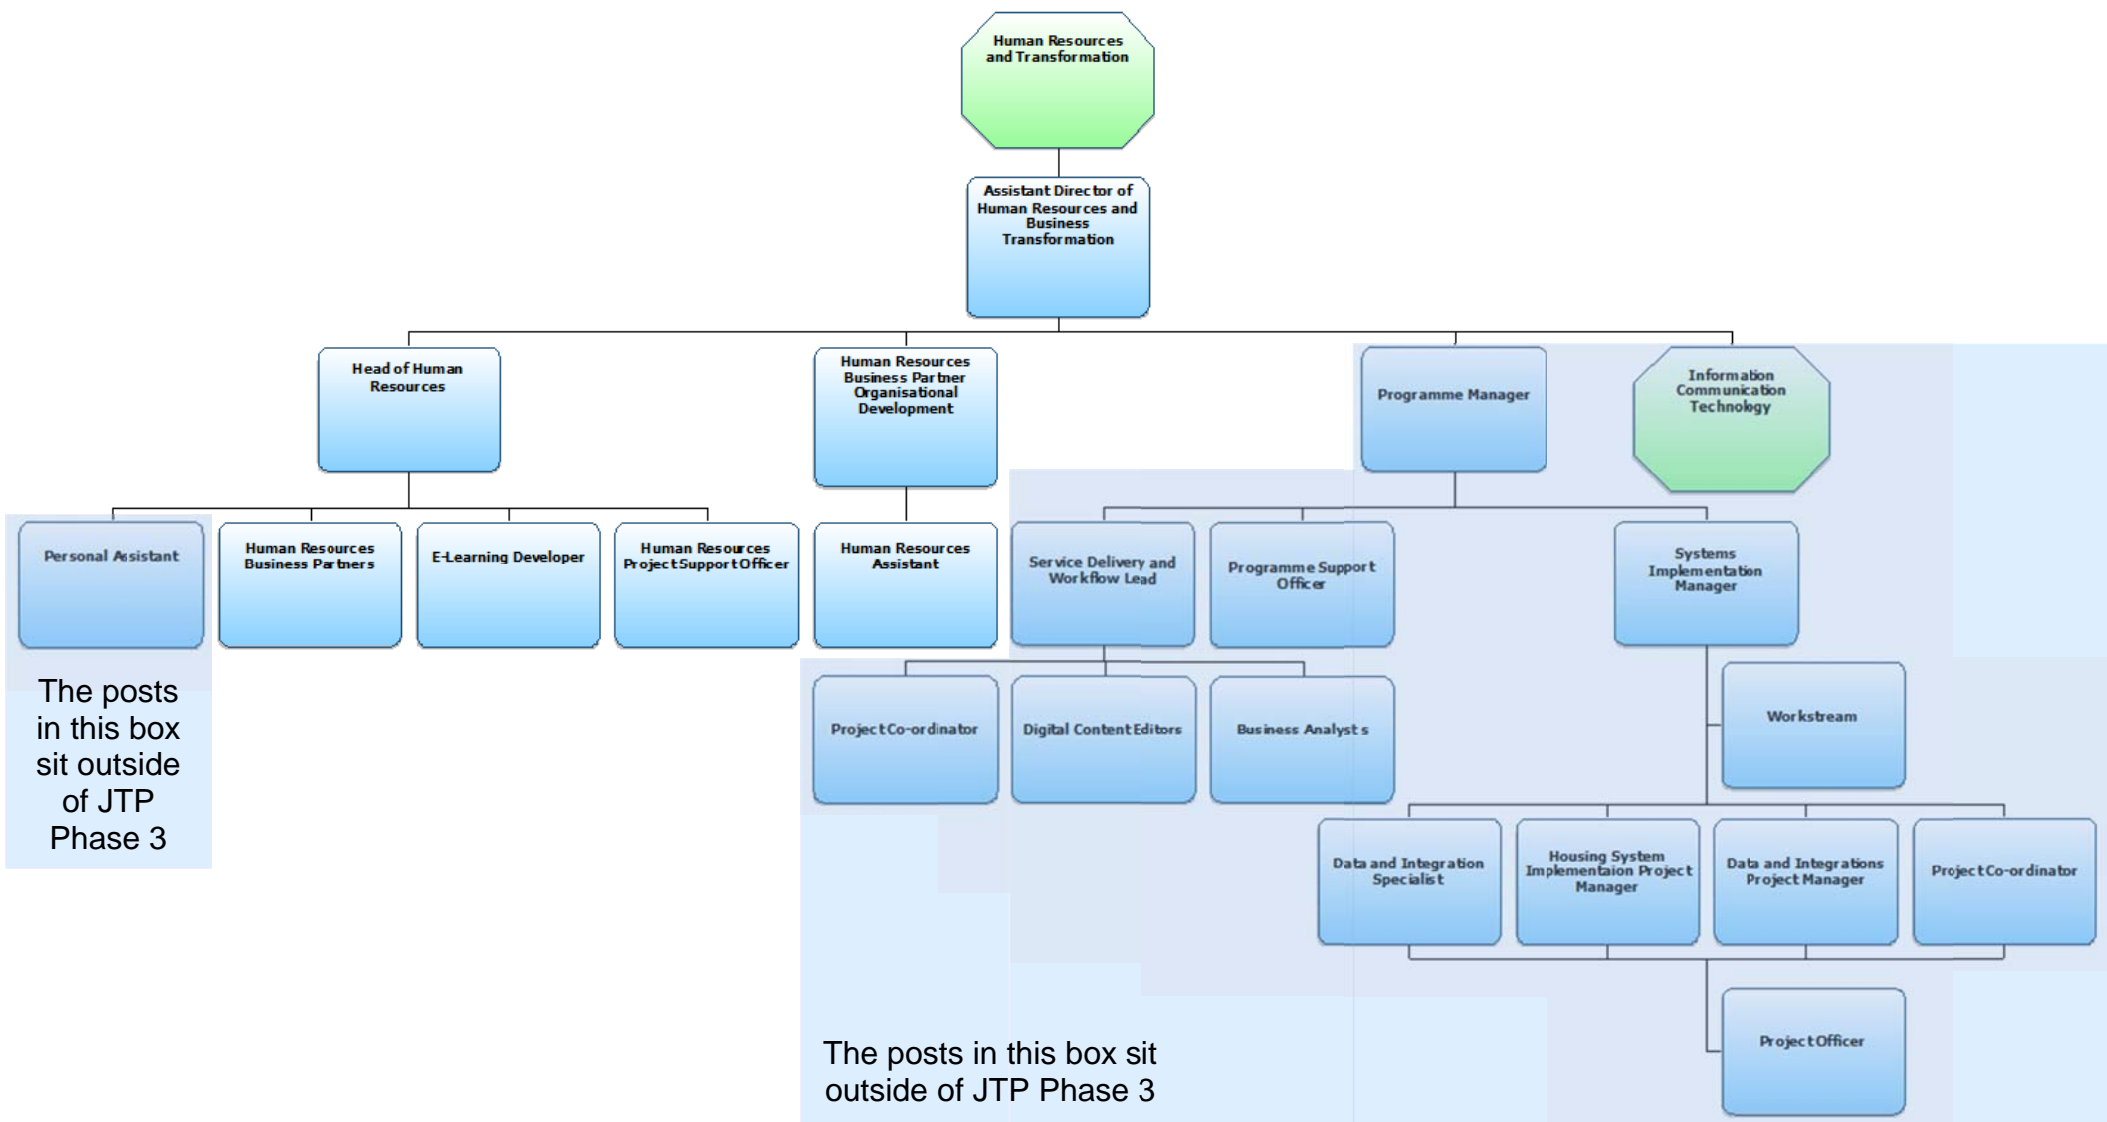 Human Resources
and Transformation
Assistant Director of
Human Resources and
Business
Transformation
Head of Human
Resources
Human Resources
Business Partner
Organisational
Development
Programme Manager
Information
Communication
Technology
Personal Assistant
Human Resources
Business Partners
E-Learning Developer
Human Resources
Project Support Officer
Human Resources
Assistant
Service Delivery and
Workflow Lead
Programme Support
Officer
Systems
Implementation
Manager
The posts
in this box
sit outside
of JTP
Phase 3
Project Co-ordinator
Digital Content Editors
Business Analysts
Workstream
Data and Integration
Specialist
Housing System
Implementaion Project
Manager
Data and Integrations
Project Manager
Project Co-ordinator
Project Officer
The posts in this box sit
outside of JTP Phase 3